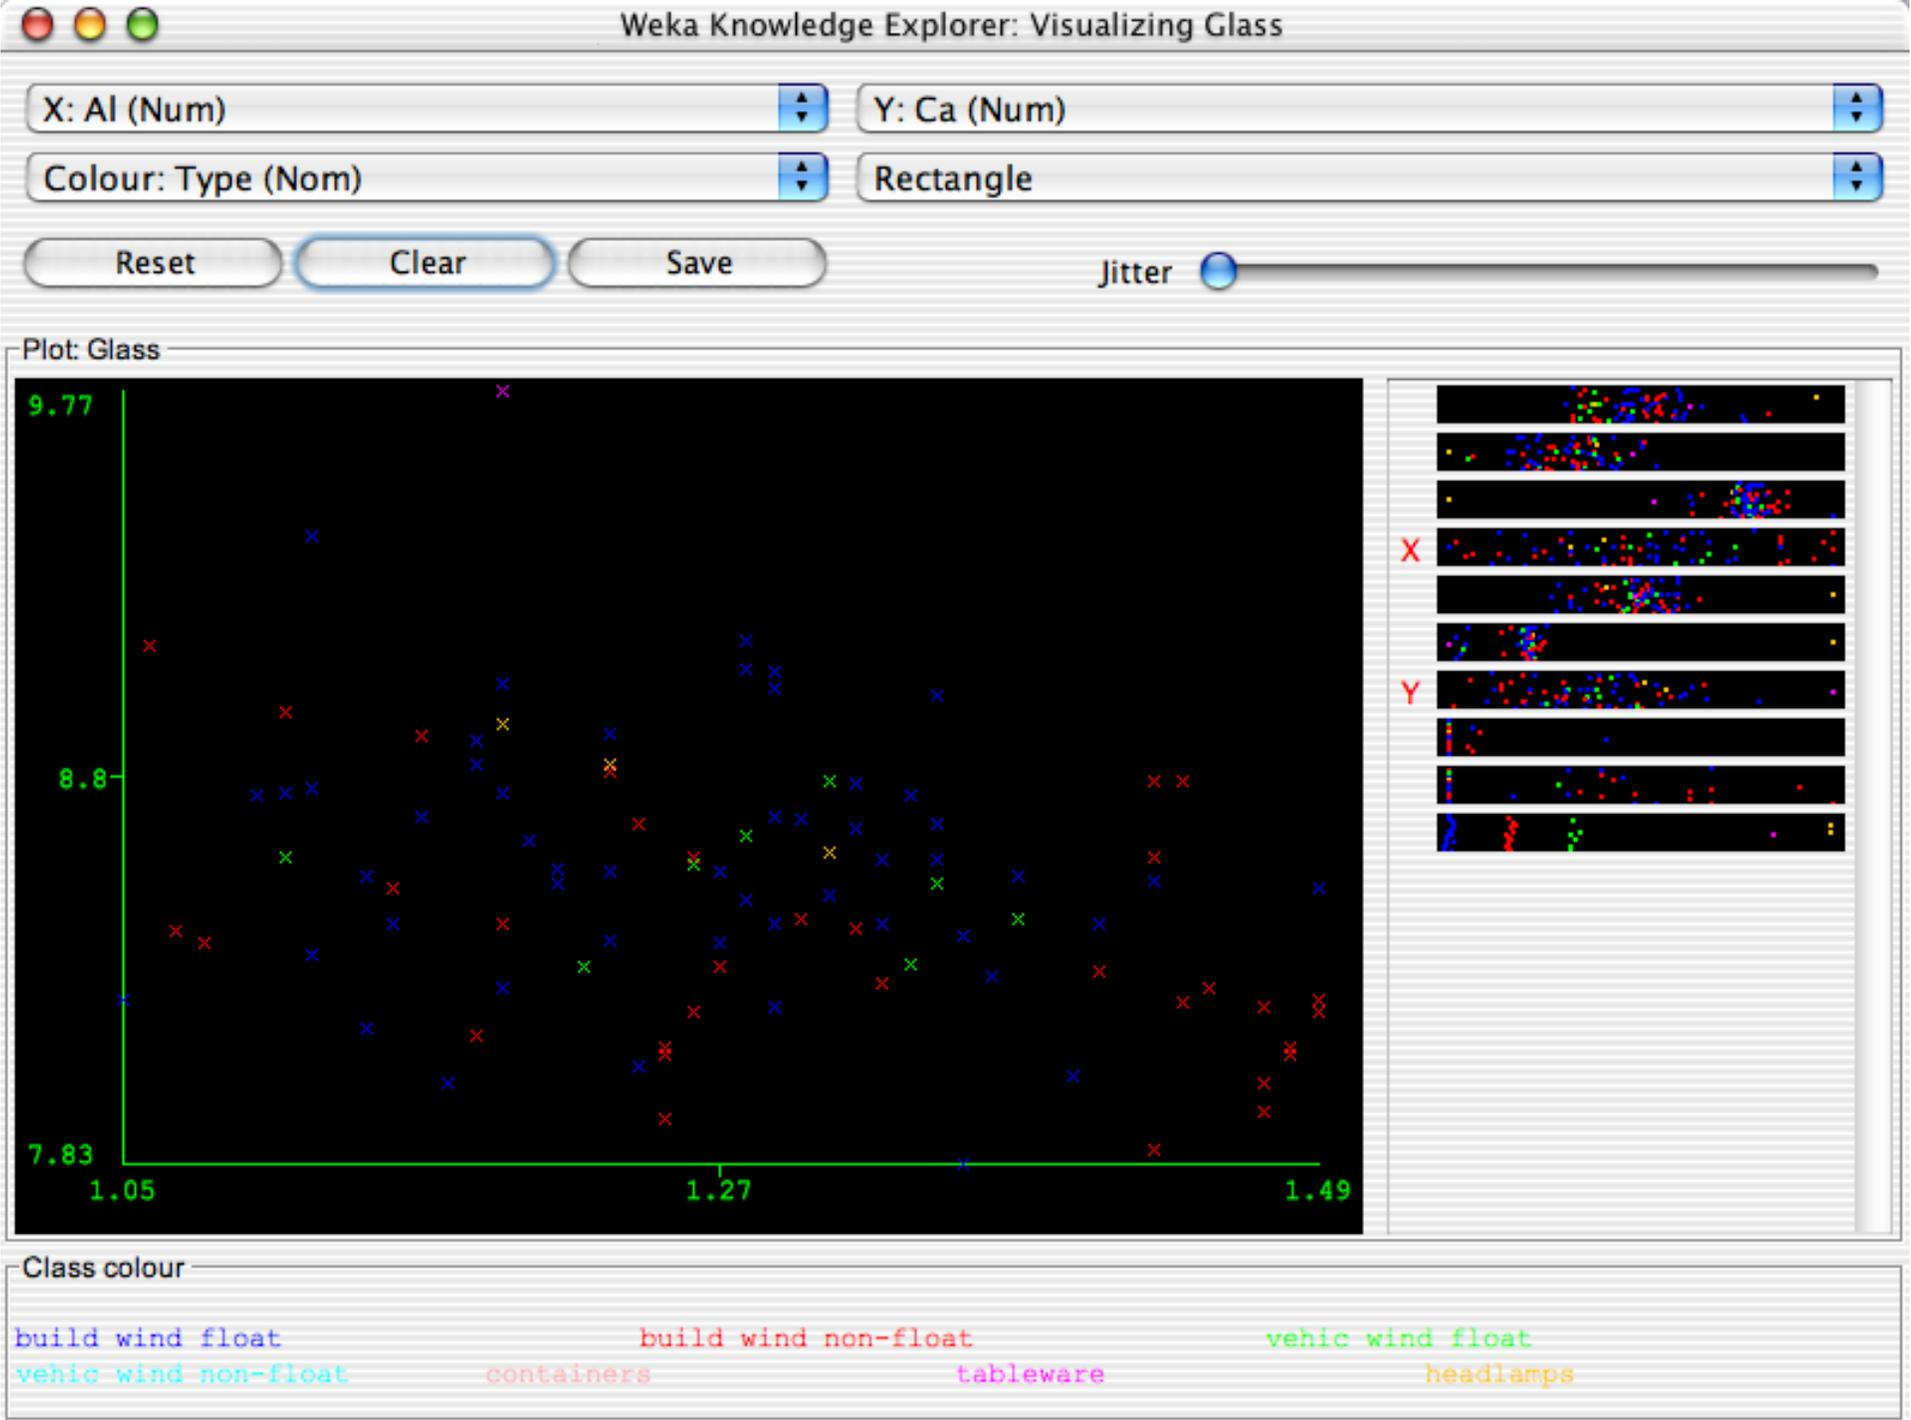 Weka Knowledge Explorer: Visualizing Glass
X: Al (Num) Y: Ca (Num)
Colour: Type (Nom) Rectangle
Reset Clear Save Jitter
Plot: Glass
9.77
X
Y
8.8
7.83
1.05 1.27 1.49
Class colour
build wind float build wind non-float vehic wind float
vehic wind non-float containers tableware headlamps